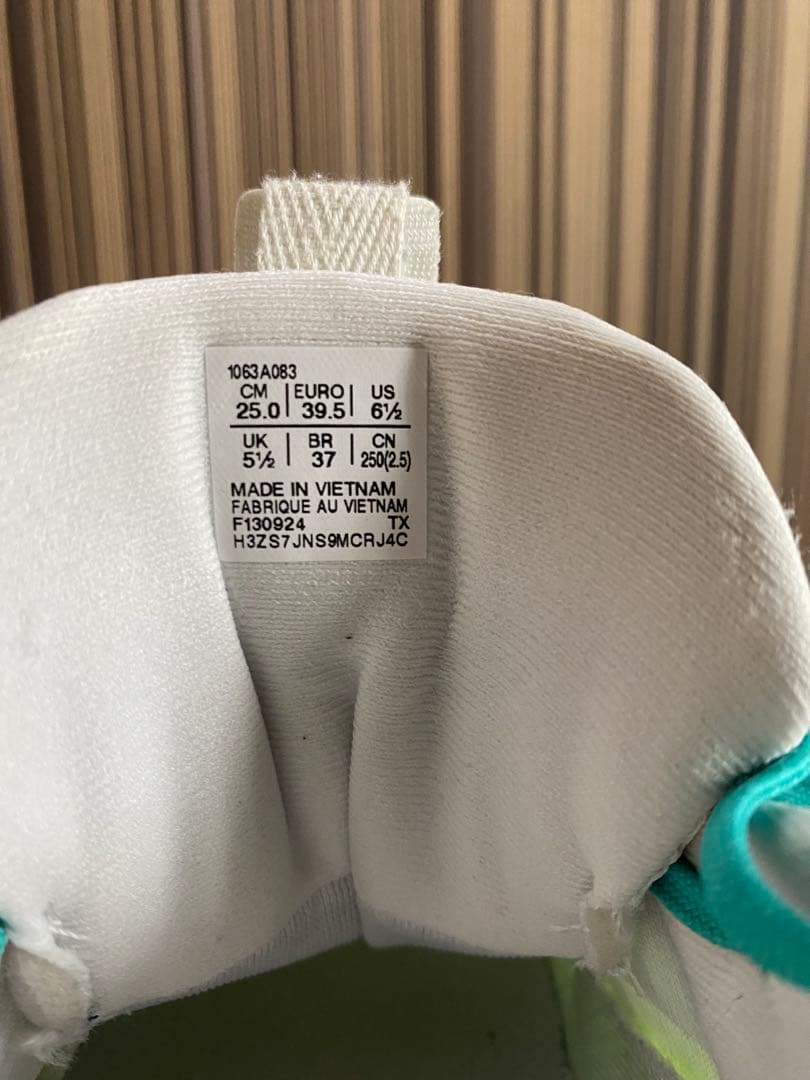 1063A083
CM | EURO | US
25.0 | 39.5 | 6½
UK | BR | CN
5½ | 37 | 250(2.5)
MADE IN VIETNAM
FABRIQUE AU VIETNAM
F130924 TX
H3ZS7JNS9MCRJ4C